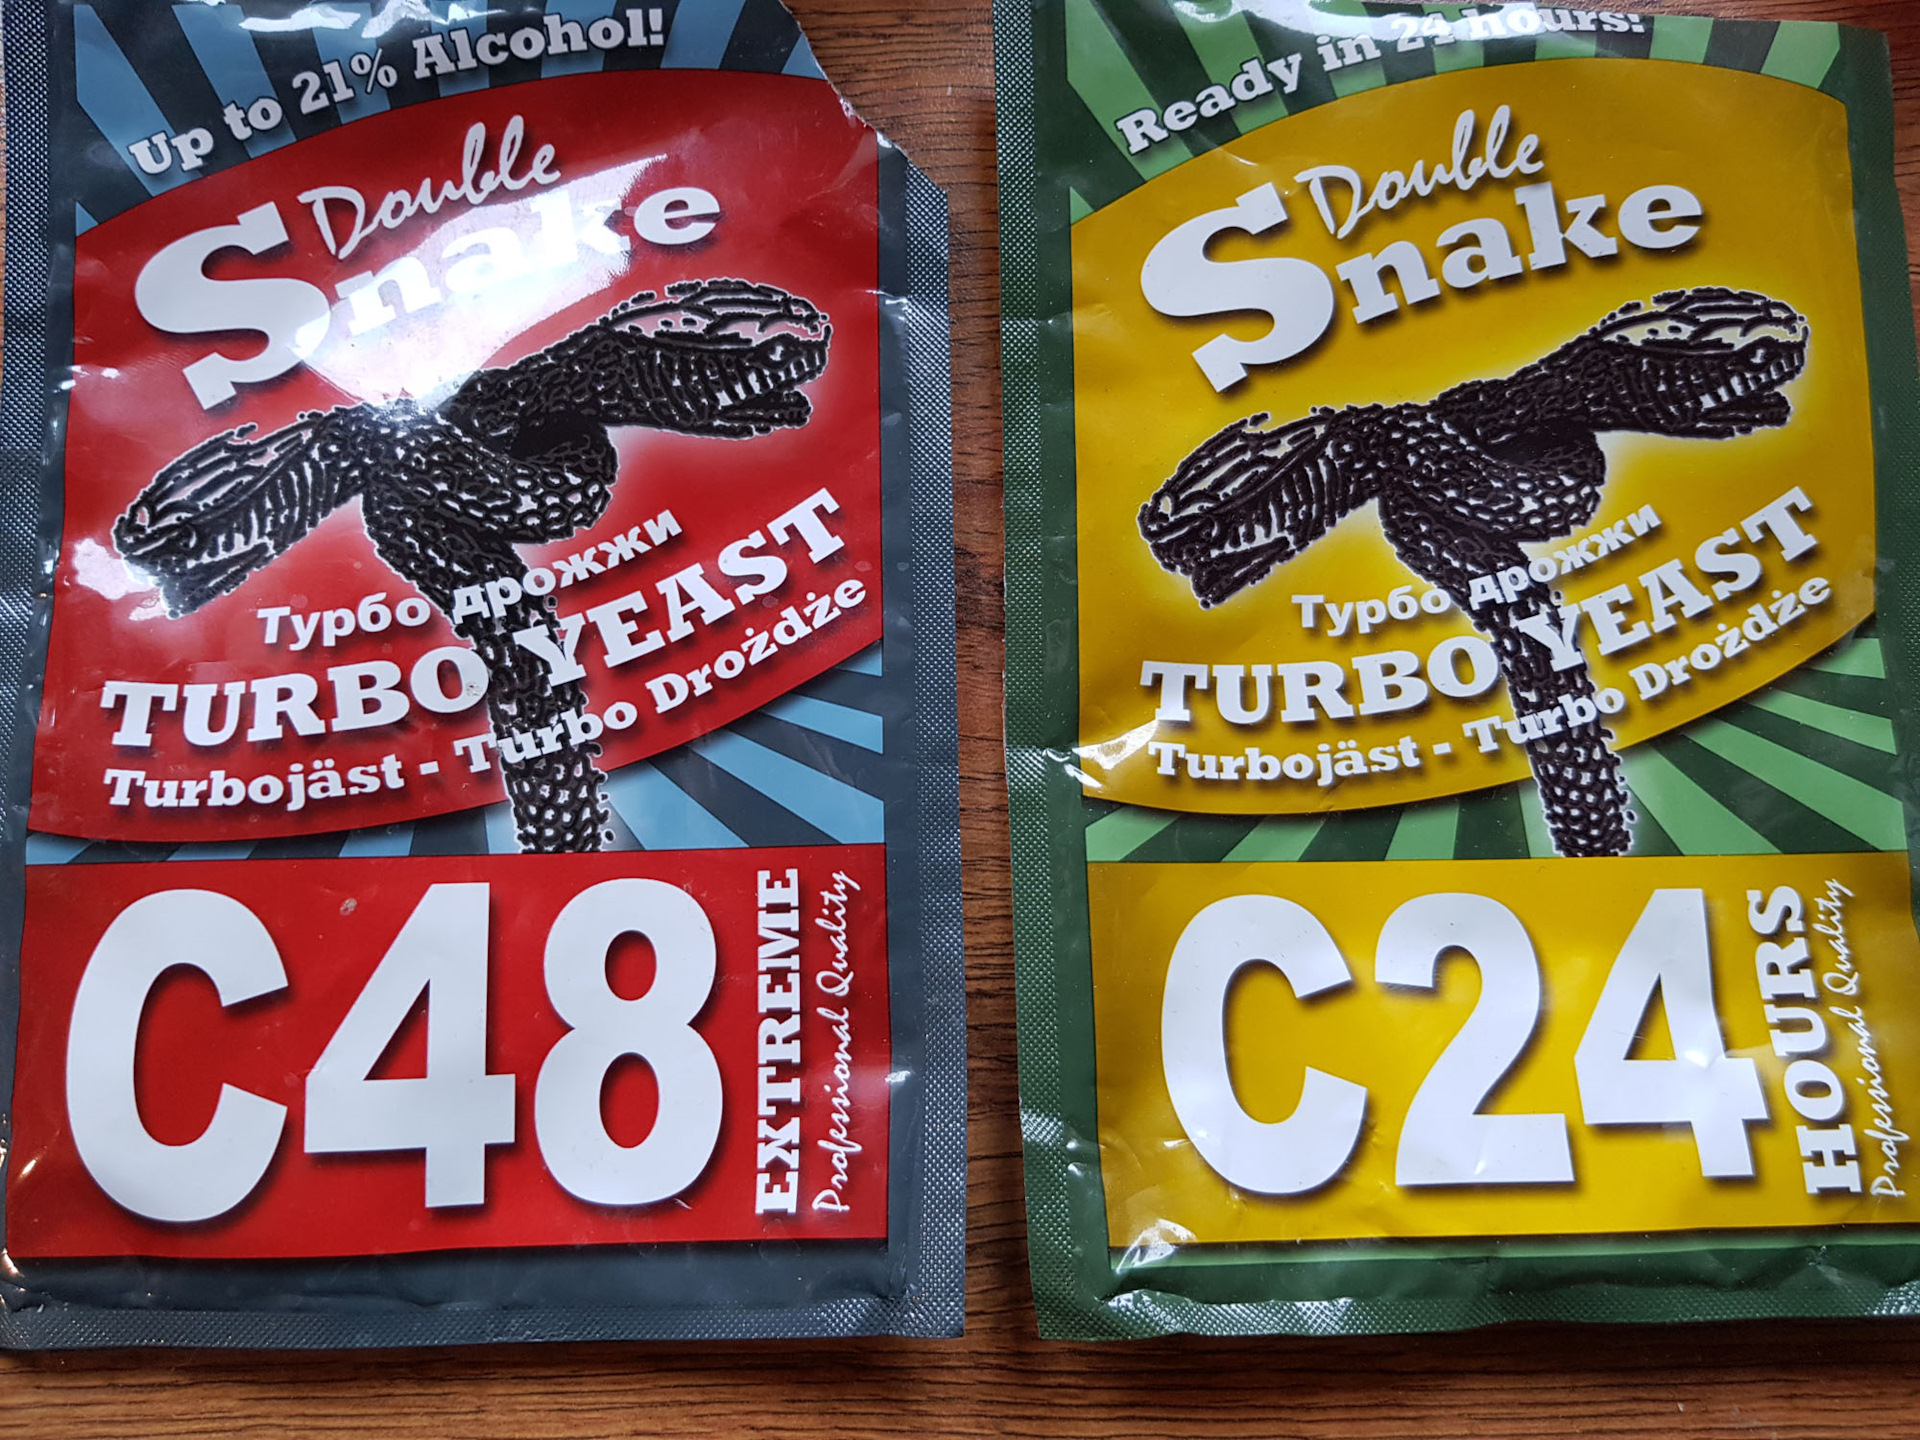 Up to 21% Alcohol!
Double
Snake
Турбо дрожжи
TURBO YEAST
Turbojäst - Turbo Drożdże
C48
EXTREME
Professional Quality
Ready in 24 hours!
Double
Snake
Турбо дрожжи
TURBO YEAST
Turbojäst - Turbo Drożdże
C24
HOURS
Professional Quality